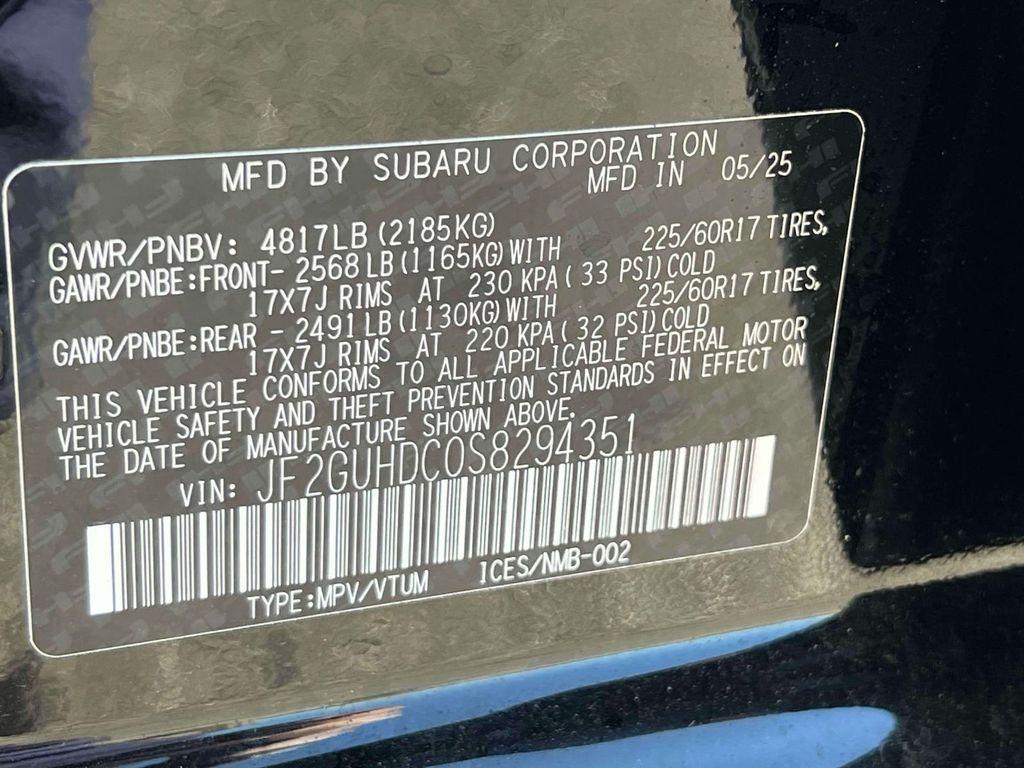 MFD BY SUBARU CORPORATION
MFD IN 05/25
GVWR/PNBV: 4817LB (2185KG)
GAWR/PNBE:FRONT- 2568LB(1165KG)WITH 225/60R17 TIRES,
17X7J RIMS AT 230 KPA( 33 PSI)COLD
GAWR/PNBE:REAR - 2491LB(1130KG)WITH 225/60R17 TIRES,
17X7J RIMS AT 220 KPA( 32 PSI)COLD
THIS VEHICLE CONFORMS TO ALL APPLICABLE FEDERAL MOTOR
VEHICLE SAFETY AND THEFT PREVENTION STANDARDS IN EFFECT ON
THE DATE OF MANUFACTURE SHOWN ABOVE.
VIN: JF2GUHDC0S8294351
TYPE:MPV/VTUM ICES/NMB-002